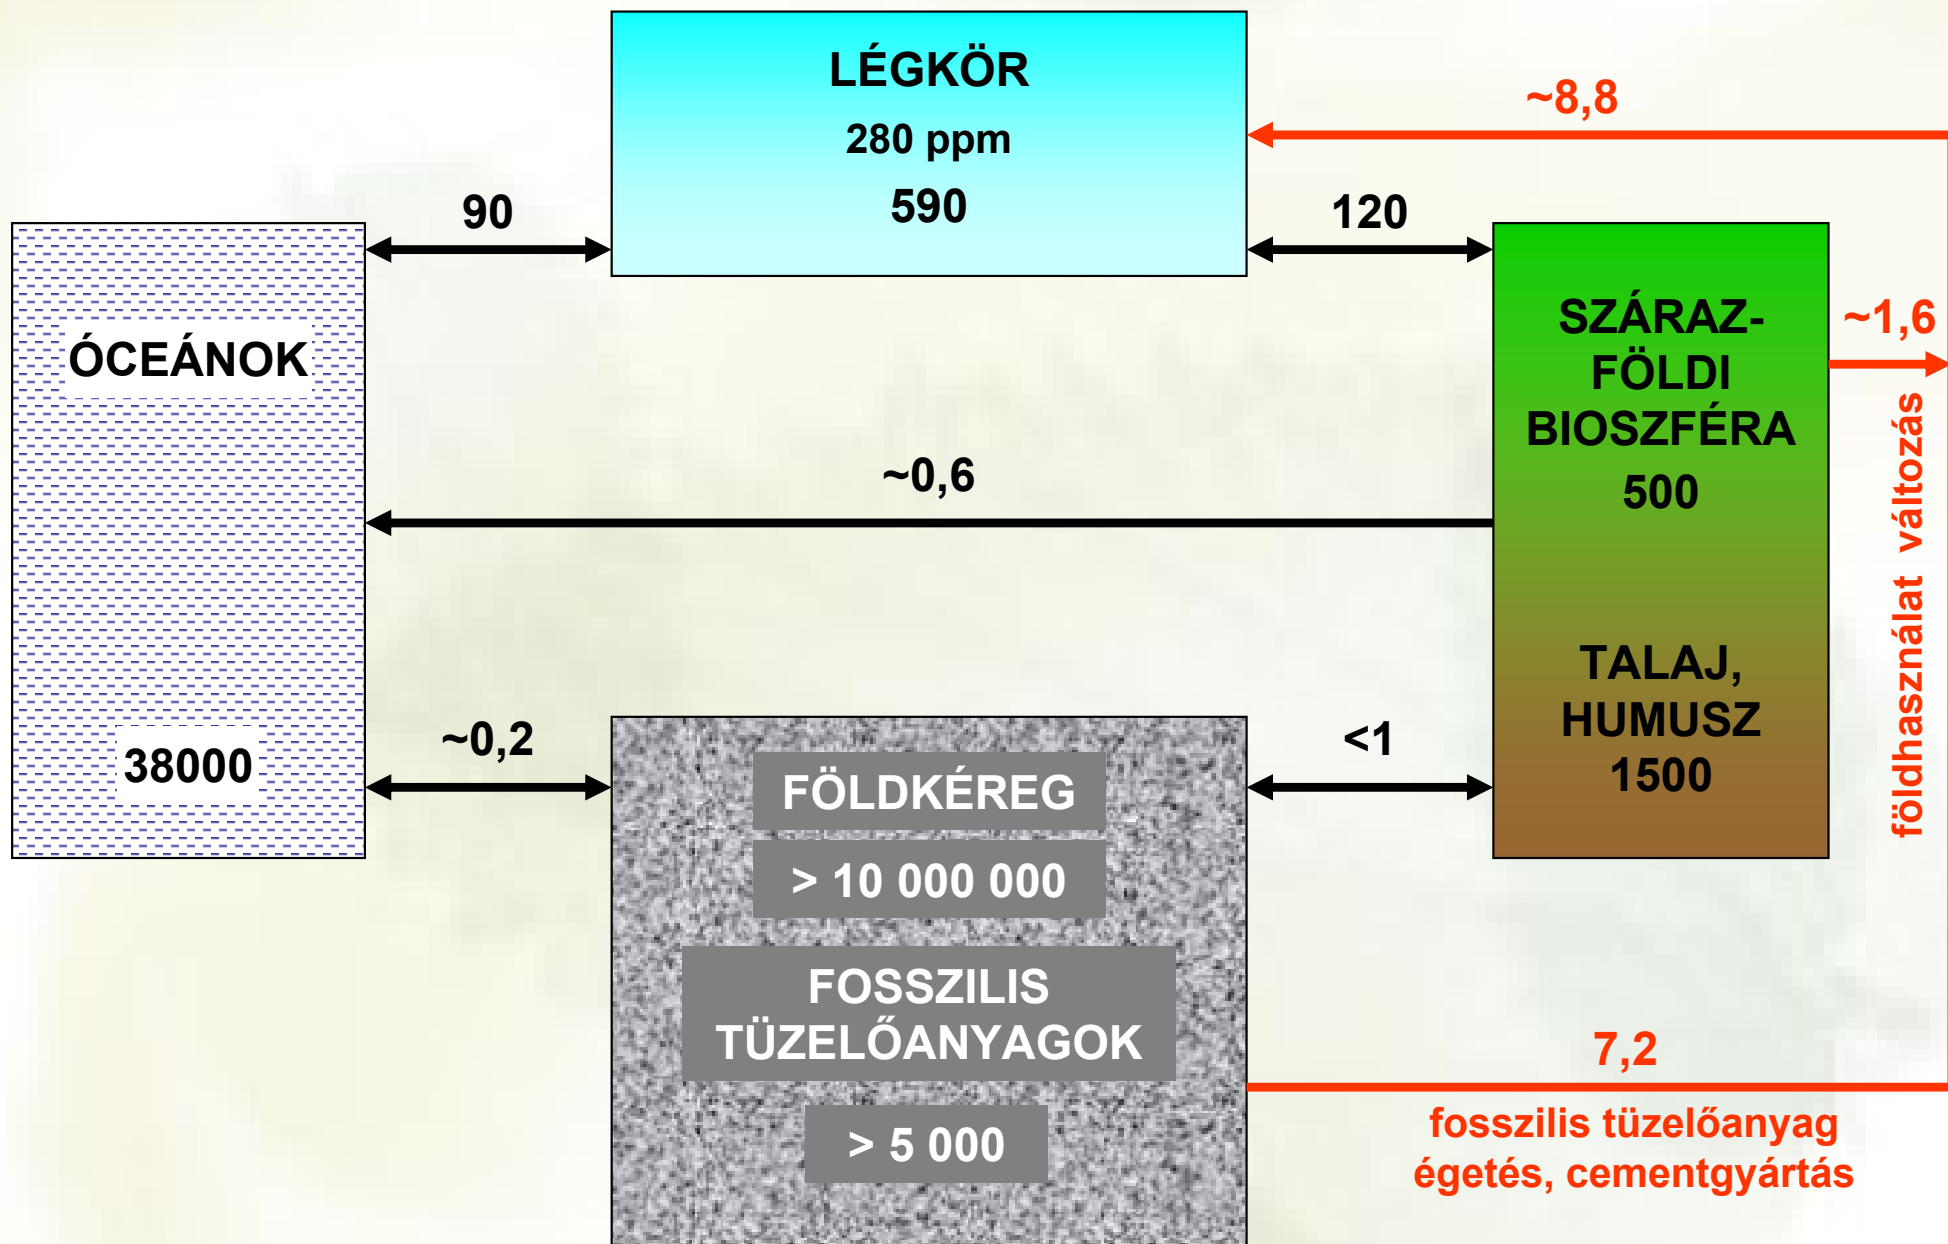 LÉGKÖR
280 ppm
590
~8,8
90
120
ÓCEÁNOK
38000
SZÁRAZ-
FÖLDI
BIOSZFÉRA
500
TALAJ,
HUMUSZ
1500
~1,6
földhasználat változás
~0,6
~0,2
<1
FÖLDKÉREG
> 10 000 000
FOSSZILIS
TÜZELŐANYAGOK
> 5 000
7,2
fosszilis tüzelőanyag
égetés, cementgyártás